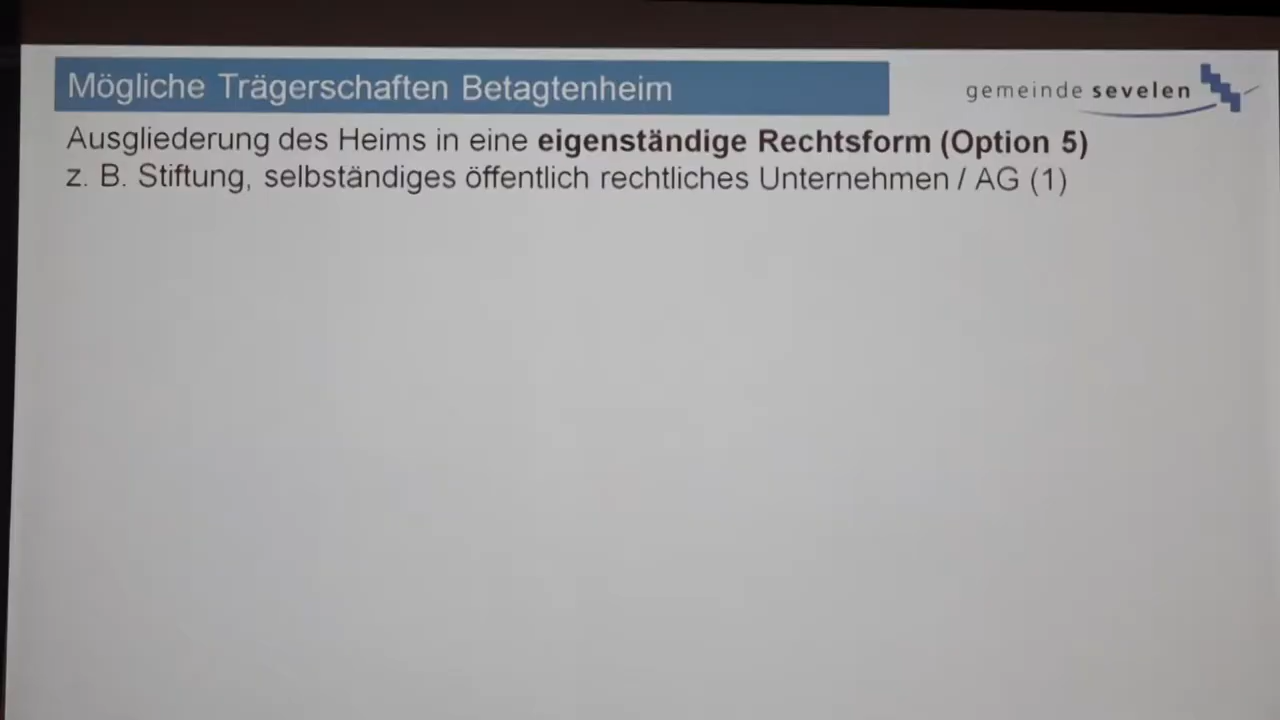 Mögliche Trägerschaften Betagtenheim
gemeinde sevelen
Ausgliederung des Heims in eine eigenständige Rechtsform (Option 5)
z. B. Stiftung, selbständiges öffentlich rechtliches Unternehmen / AG (1)